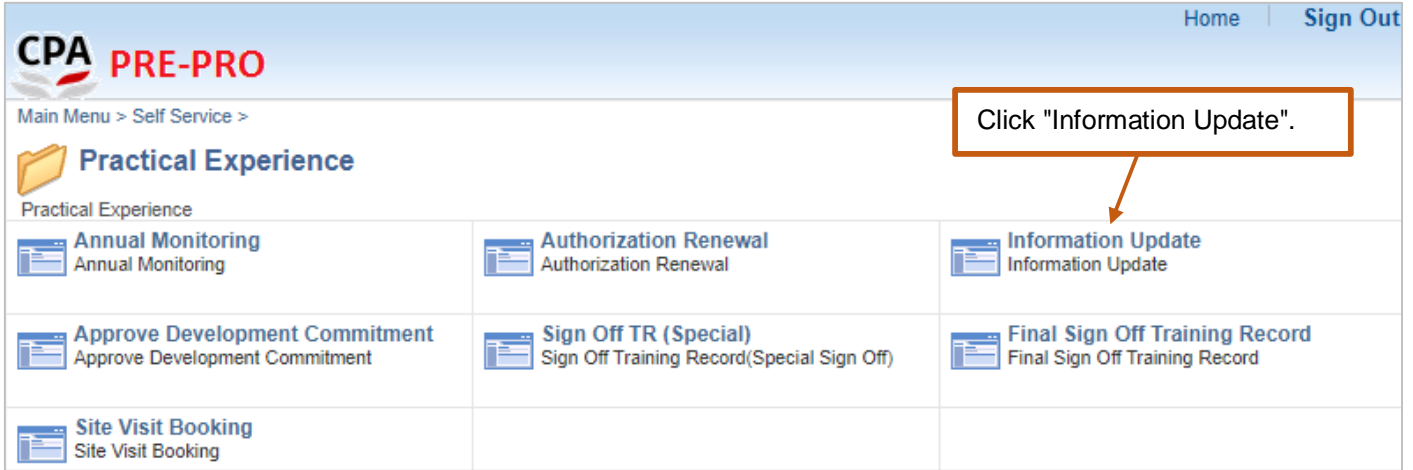 Home
Sign Out
CPA PRE-PRO
Main Menu > Self Service >
Click "Information Update".
Practical Experience
Practical Experience
Annual Monitoring
Annual Monitoring
Authorization Renewal
Authorization Renewal
Information Update
Information Update
Approve Development Commitment
Approve Development Commitment
Sign Off TR (Special)
Sign Off Training Record(Special Sign Off)
Final Sign Off Training Record
Final Sign Off Training Record
Site Visit Booking
Site Visit Booking